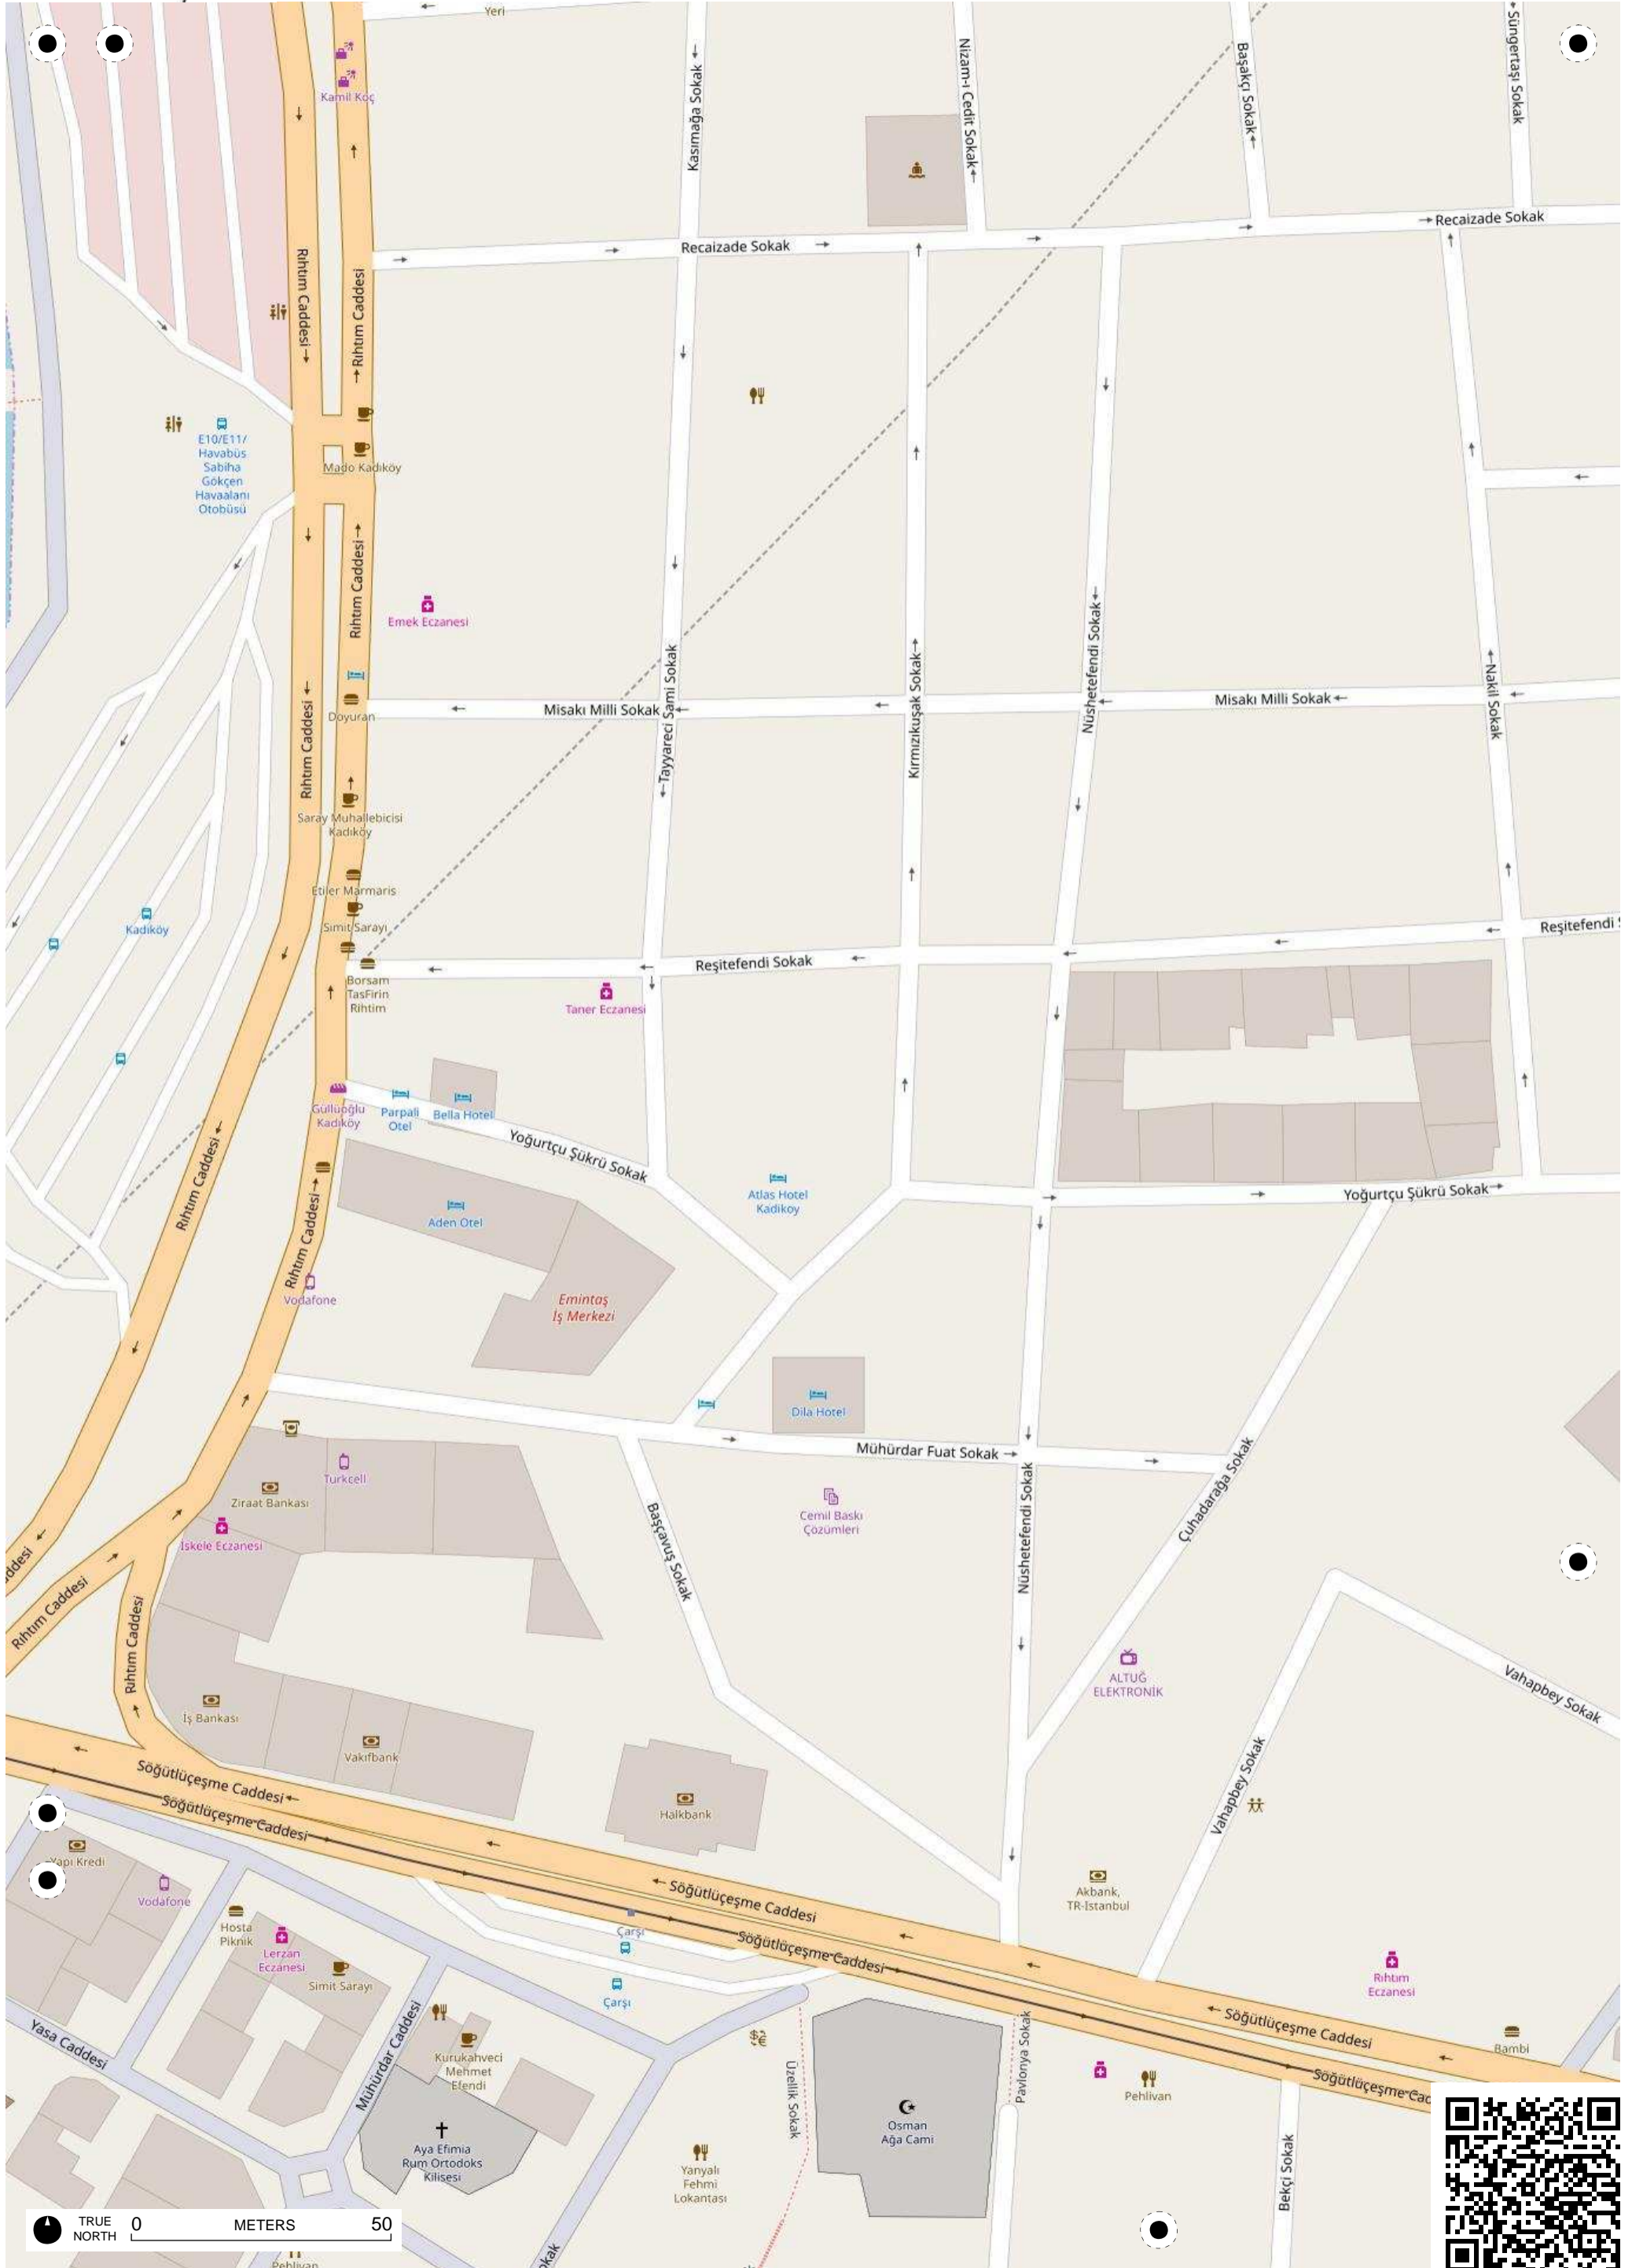 Yeri
Kamil Koç
Kasımağa Sokak
Nizam-ı Cedit Sokak
Başakçı Sokak
Süngertaşı Sokak
Recaizade Sokak
Recaizade Sokak
Rıhtım Caddesi
Rıhtım Caddesi
E10/E11/
Havabüs
Sabiha
Gökçen
Havaalanı
Otobüsü
Mado Kadıköy
Emek Eczanesi
Rıhtım Caddesi
Rıhtım Caddesi
Doyuran
Misakı Milli Sokak
Tayyareci Sami Sokak
Kırmızıkuşak Sokak
Nüshetefendi Sokak
Misakı Milli Sokak
Nakil Sokak
Saray Muhallebicisi
Kadıköy
Etiler Marmaris
Simit Sarayı
Kadıköy
Borsam
TasFirin
Rihtim
Reşitefendi Sokak
Reşitefendi
Taner Eczanesi
Güllüoğlu
Kadıköy
Parpali
Otel
Bella Hotel
Yoğurtçu Şükrü Sokak
Atlas Hotel
Kadikoy
Yoğurtçu Şükrü Sokak
Rıhtım Caddesi
Rıhtım Caddesi
Aden Otel
Vodafone
Emintaş
İş Merkezi
Dila Hotel
Mühürdar Fuat Sokak
Turkcell
Ziraat Bankası
İskele Eczanesi
Cemil Baskı
Çözümleri
Başçavuş Sokak
Nüshetefendi Sokak
Çuhadarağa Sokak
ddesi
Rıhtım Caddesi
Rıhtım Caddesi
ALTUĞ
ELEKTRONİK
Vahapbey Sokak
Vahapbey Sokak
İş Bankası
Vakıfbank
Halkbank
Söğütlüçeşme Caddesi
Söğütlüçeşme Caddesi
Söğütlüçeşme Caddesi
Söğütlüçeşme Caddesi
Akbank,
TR-Istanbul
Yapı Kredi
Vodafone
Hosta
Piknik
Lerzan
Eczanesi
Simit Sarayı
Çarşı
Çarşı
Rıhtım
Eczanesi
Söğütlüçeşme Caddesi
Söğütlüçeşme Cad
Bambi
Yasa Caddesi
Mühürdar Caddesi
Kurukahveci
Mehmet
Efendi
Üzellik Sokak
Pavlonya Sokak
Pehlivan
Aya Efimia
Rum Ortodoks
Kilisesi
Osman
Ağa Cami
Yanyalı
Fehmi
Lokantası
Bekçi Sokak
TRUE
NORTH
0 METERS 50
Pehlivan
okak